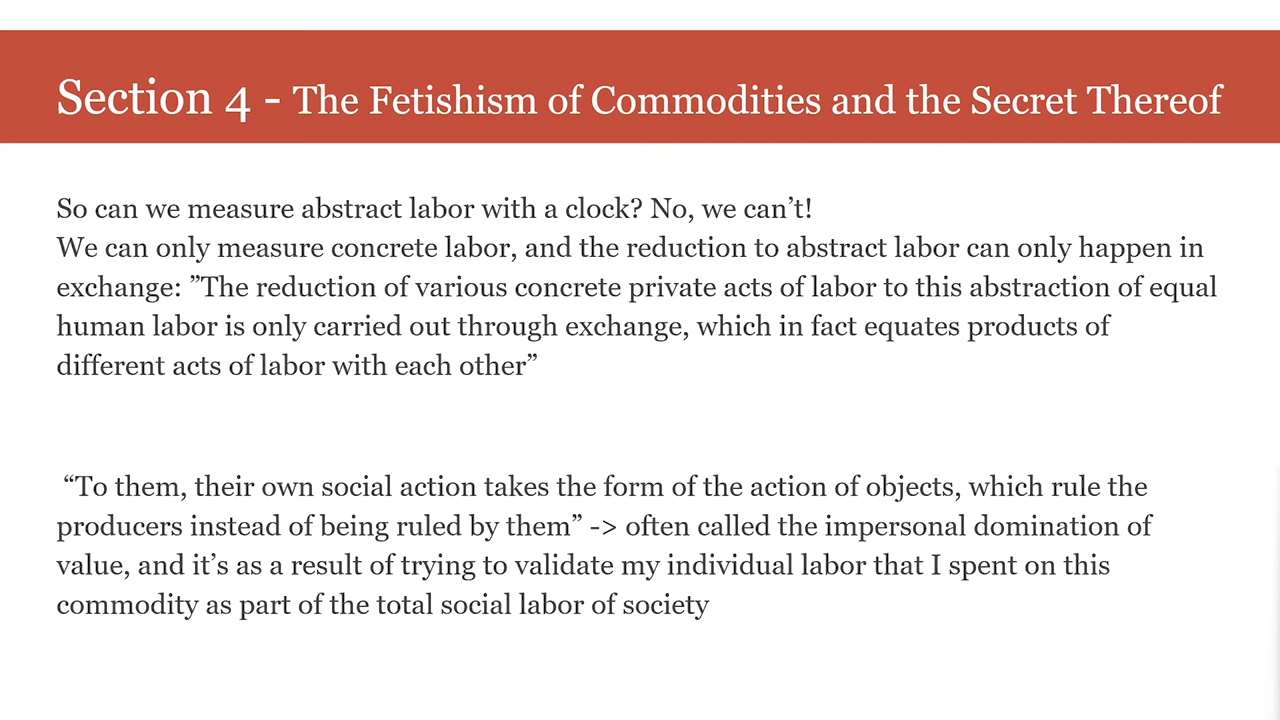 Section 4 - The Fetishism of Commodities and the Secret Thereof
So can we measure abstract labor with a clock? No, we can’t!
We can only measure concrete labor, and the reduction to abstract labor can only happen in
exchange: ”The reduction of various concrete private acts of labor to this abstraction of equal
human labor is only carried out through exchange, which in fact equates products of
different acts of labor with each other”
“To them, their own social action takes the form of the action of objects, which rule the
producers instead of being ruled by them” -> often called the impersonal domination of
value, and it’s as a result of trying to validate my individual labor that I spent on this
commodity as part of the total social labor of society